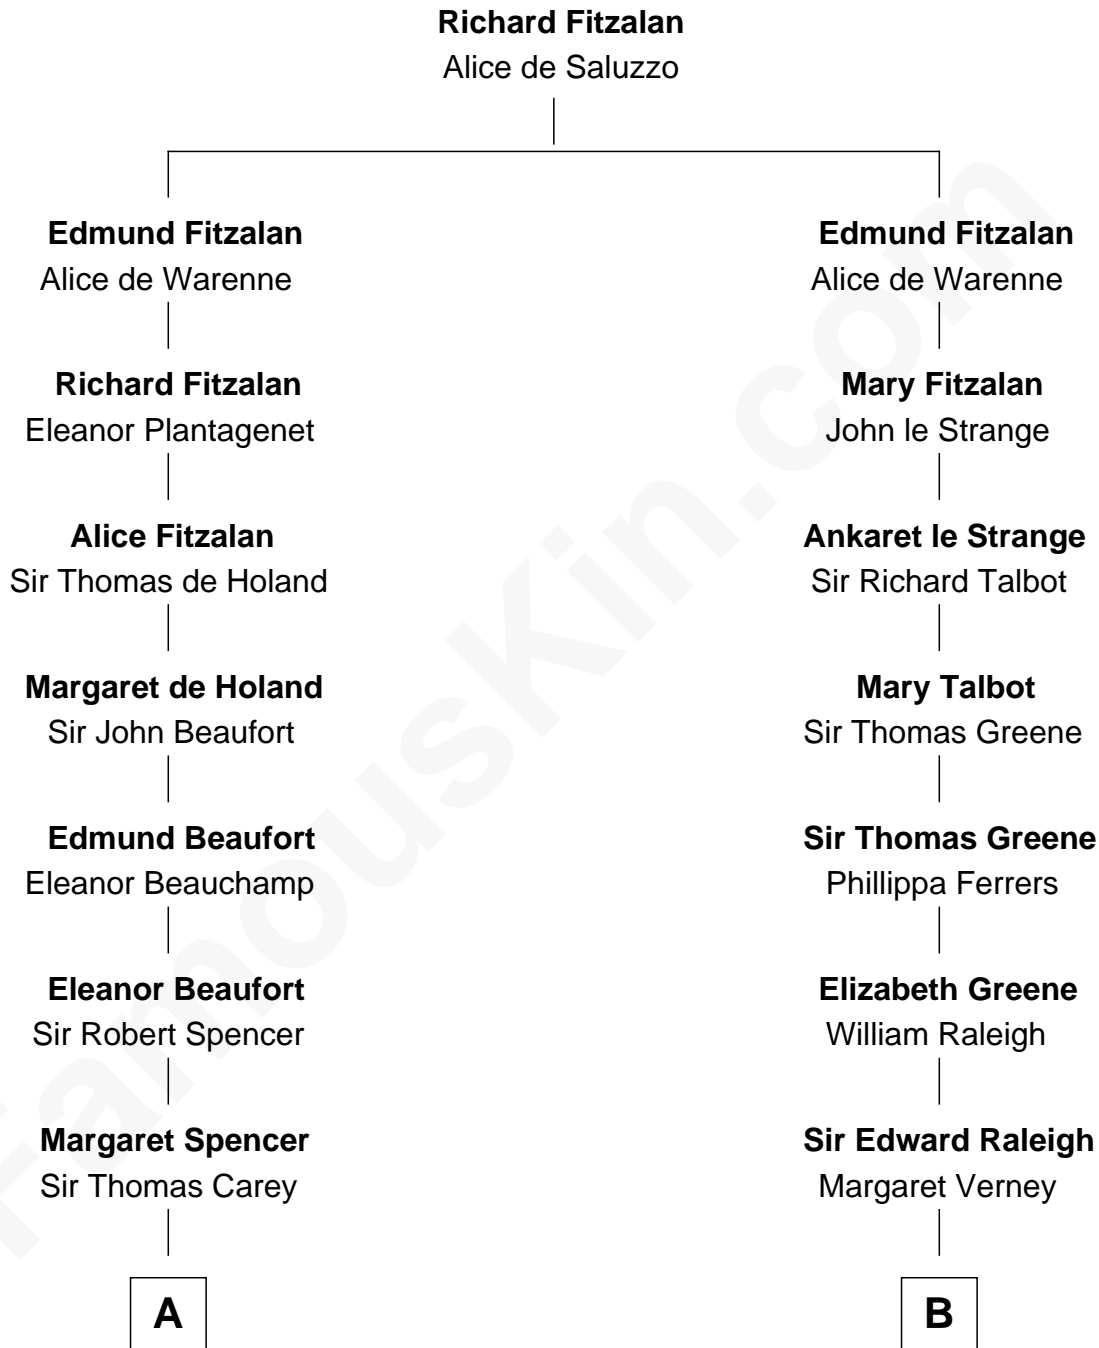 Richard Fitzalan
Alice de Saluzzo
Edmund Fitzalan
Alice de Warenne
Edmund Fitzalan
Alice de Warenne
Richard Fitzalan
Eleanor Plantagenet
Mary Fitzalan
John le Strange
Alice Fitzalan
Sir Thomas de Holand
Ankaret le Strange
Sir Richard Talbot
Margaret de Holand
Sir John Beaufort
Mary Talbot
Sir Thomas Greene
Edmund Beaufort
Eleanor Beauchamp
Sir Thomas Greene
Phillippa Ferrers
Eleanor Beaufort
Sir Robert Spencer
Elizabeth Greene
William Raleigh
Margaret Spencer
Sir Thomas Carey
Sir Edward Raleigh
Margaret Verney
A
B
FamousKin.com